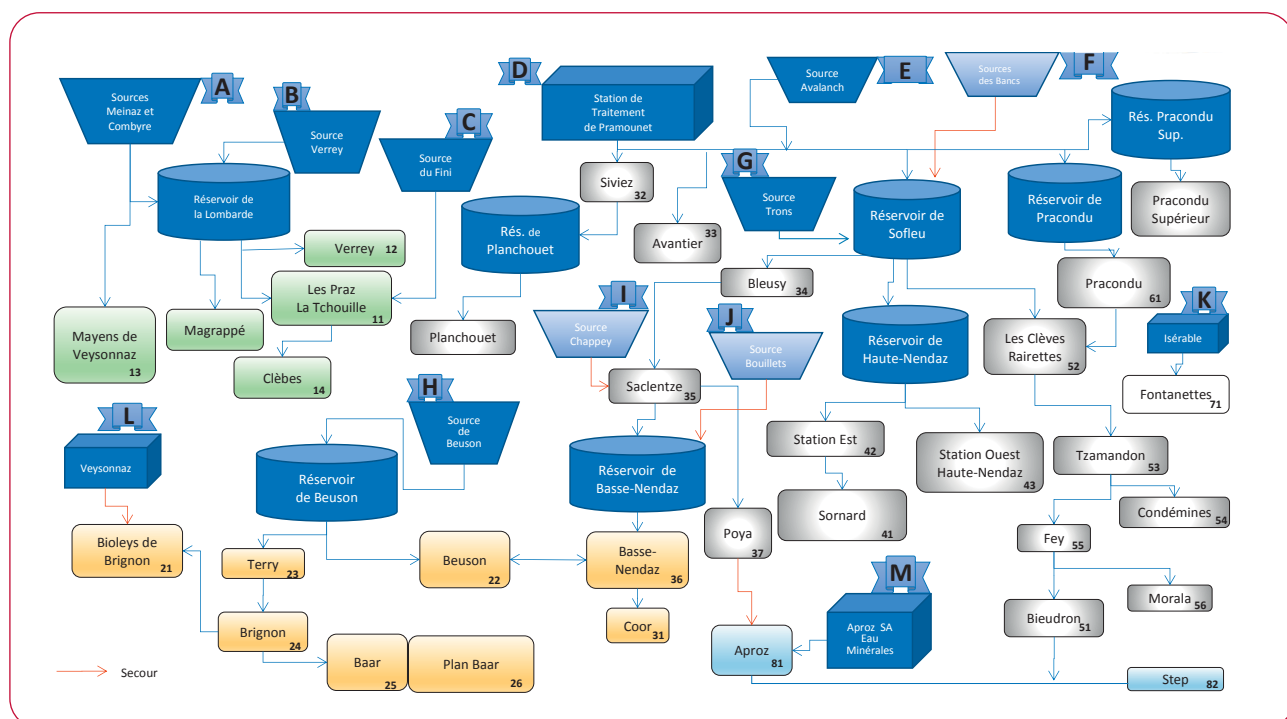 A
Sources
Meinaz et
Combyre
B
Source
Verrey
C
Source
du Fini
D
Station de
Traitement
de Pramounet
Source
Avalanch
E
Sources
des Bancs
F
Rés. Pracondu
Sup.
Réservoir de
la Lombarde
Siviez
32
G
Source
Trons
Rés. de
Planchouet
Avantier
33
Réservoir de
Sofleu
Réservoir de
Pracondu
Pracondu
Supérieur
Verrey
12
Les Praz
La Tchouille
11
Bleusy
34
Pracondu
61
Mayens de
Veysonnaz
13
Magrappé
Clèbes
14
Planchouet
I
Source
Chappey
J
Source
Bouillets
Réservoir de
Haute-Nendaz
Les Clèves
Rairettes
52
K
Isérable
Fontanettes
71
Saclentze
35
H
Source
de
Beuson
L
Veysonnaz
Réservoir
de Beuson
Réservoir de
Basse-Nendaz
Station Est
42
Station Ouest
Haute-Nendaz
43
Tzamandon
53
Condémines
54
Sornard
41
Poya
37
Fey
55
Morala
56
Bioleys de
Brignon
21
Terry
23
Beuson
22
Basse-
Nendaz
36
Coor
31
Brignon
24
Baar
25
Plan Baar
26
M
Aproz SA
Eau
Minérales
Aproz
81
Bieudron
51
Step
82
Secour